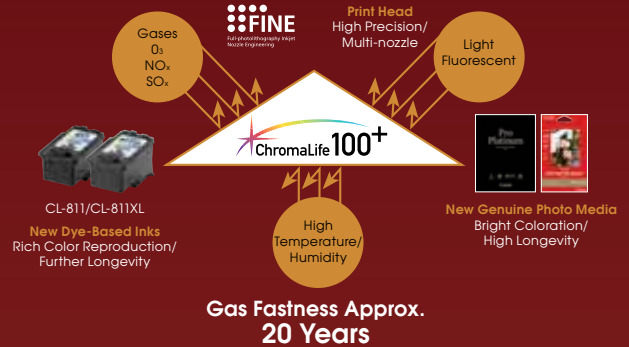 Gases
O₃
NOx
SOx
FINE
Full-photolithography Inkjet
Nozzle Engineering
Print Head
High Precision/
Multi-nozzle
Light
Fluorescent
ChromaLife 100+
CL-811/CL-811XL
New Dye-Based Inks
Rich Color Reproduction/
Further Longevity
High
Temperature/
Humidity
Pro
Platinum
New Genuine Photo Media
Bright Coloration/
High Longevity
Gas Fastness Approx.
20 Years